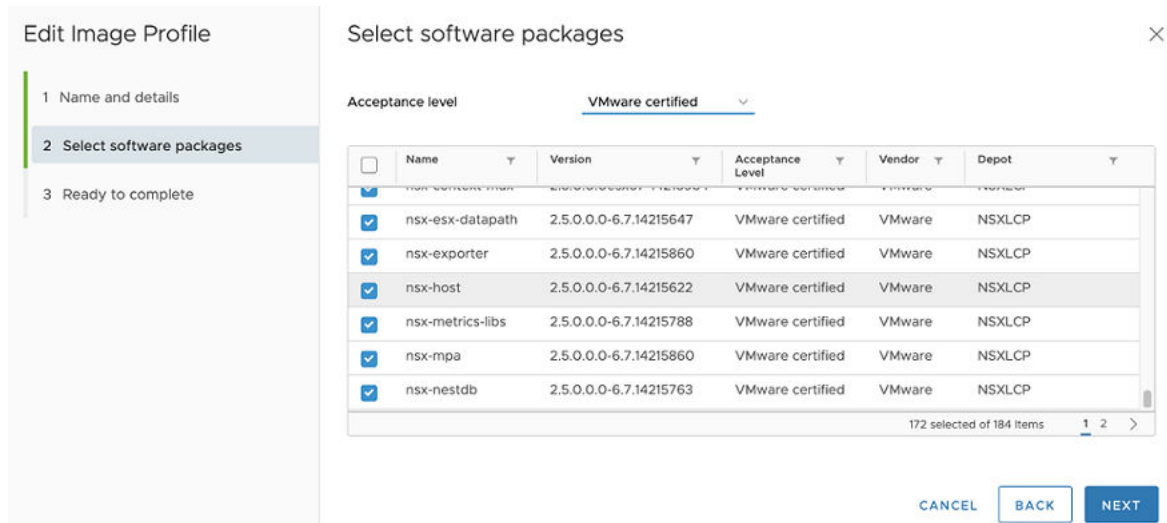 Edit Image Profile
1 Name and details
2 Select software packages
3 Ready to complete
Select software packages
Acceptance level VMware certified
Name Version Acceptance Level Vendor Depot
nsx-esx-datapath 2.5.0.0.0-6.7.14215647 VMware certified VMware NSXLCP
nsx-exporter 2.5.0.0.0-6.7.14215860 VMware certified VMware NSXLCP
nsx-host 2.5.0.0.0-6.7.14215622 VMware certified VMware NSXLCP
nsx-metrics-libs 2.5.0.0.0-6.7.14215788 VMware certified VMware NSXLCP
nsx-mpa 2.5.0.0.0-6.7.14215860 VMware certified VMware NSXLCP
nsx-nestdb 2.5.0.0.0-6.7.14215763 VMware certified VMware NSXLCP
172 selected of 184 items 1 2
CANCEL BACK NEXT